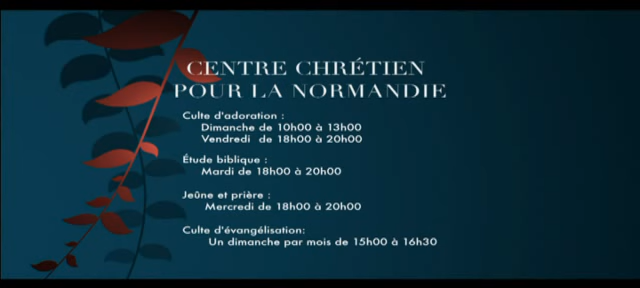 CENTRE CHRÉTIEN
POUR LA NORMANDIE
Culte d'adoration :
Dimanche de 10h00 à 13h00
Vendredi de 18h00 à 20h00
Étude biblique :
Mardi de 18h00 à 20h00
Jeûne et prière :
Mercredi de 18h00 à 20h00
Culte d'évangélisation:
Un dimanche par mois de 15h00 à 16h30